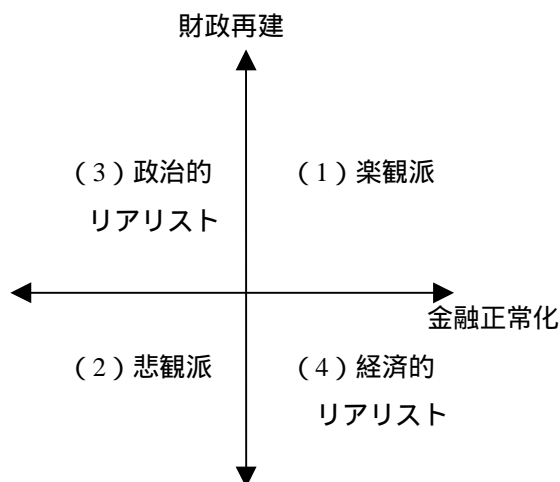 財政再建
（3）政治的
リアリスト
（1）楽観派
金融正常化
（2）悲観派
（4）経済的
リアリスト